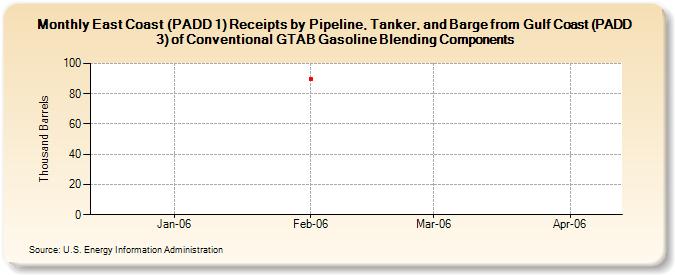 Monthly East Coast (PADD 1) Receipts by Pipeline, Tanker, and Barge from Gulf Coast (PADD
3) of Conventional GTAB Gasoline Blending Components
Thousand Barrels
100
80
60
40
20
0
Jan-06 Feb-06 Mar-06 Apr-06
Source: U.S. Energy Information Administration